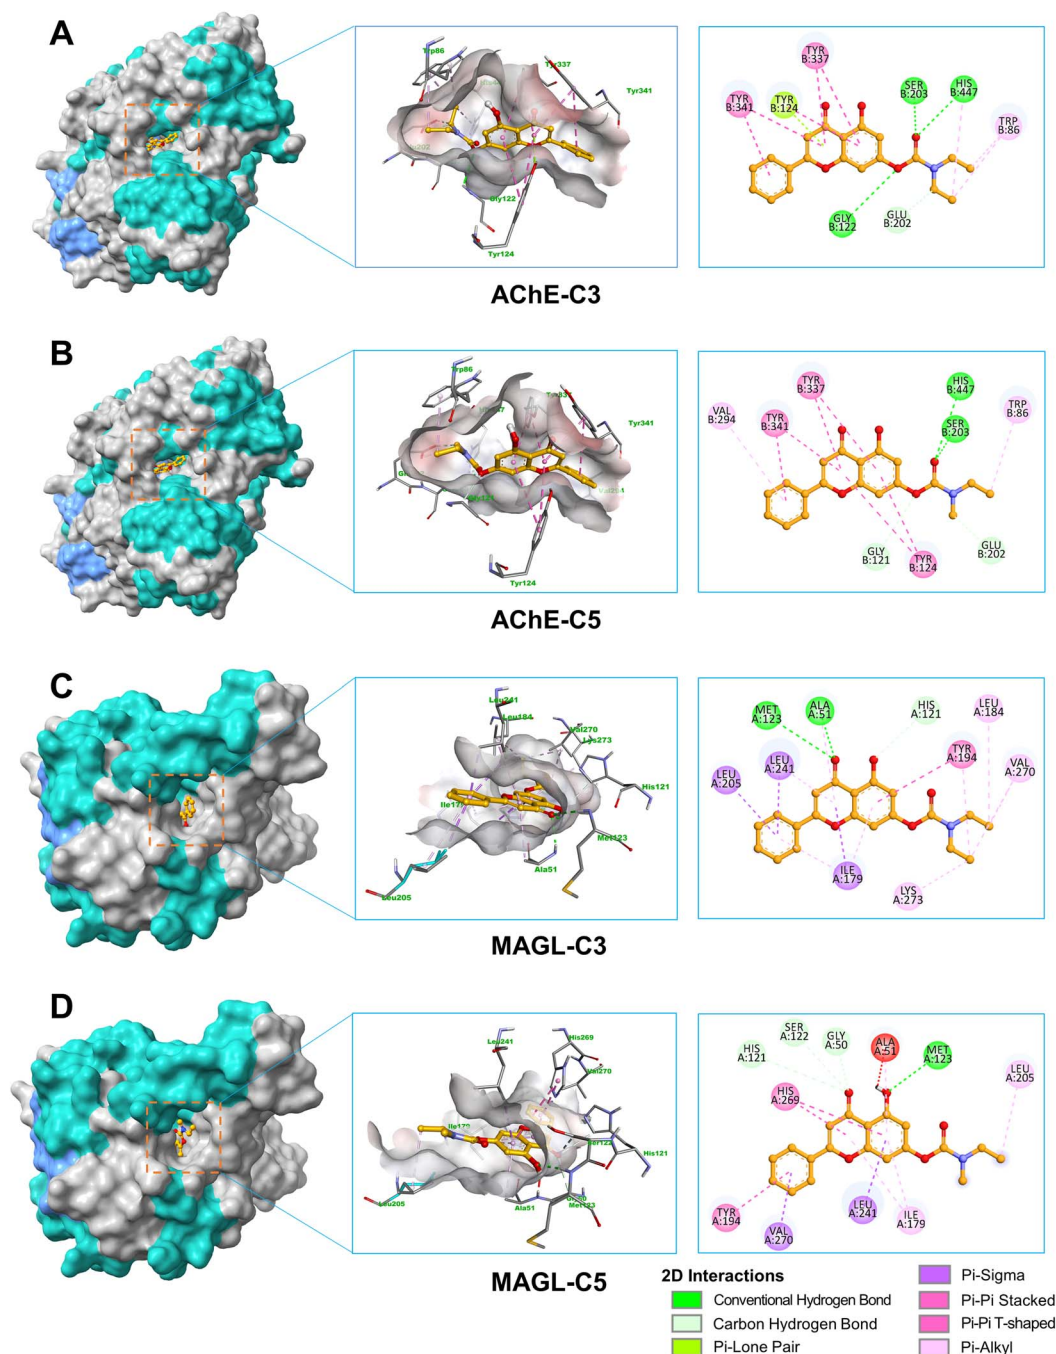 A
Trp86
Tyr337
Tyr341
Gly122
Tyr124
TYR
B:337
SER
B:203
HIS
B:447
TYR
B:341
TYR
B:124
TRP
B:86
GLY
B:122
GLU
B:202
AChE-C3
B
Trp86
Tyr341
Tyr124
TYR
B:337
HIS
B:447
VAL
B:294
TYR
B:341
SER
B:203
TRP
B:86
GLY
B:121
TYR
B:124
GLU
B:202
AChE-C5
C
Leu241
Leu184
Val270
Lys273
His121
Met123
Ala51
Leu205
MET
A:123
ALA
A:51
HIS
A:121
LEU
A:184
LEU
A:205
LEU
A:241
TYR
A:194
VAL
A:270
ILE
A:179
LYS
A:273
MAGL-C3
D
Leu241
His269
Val270
His121
Leu205
Ala51
Met123
SER
A:122
GLY
A:50
ALA
A:51
MET
A:123
HIS
A:121
LEU
A:205
HIS
A:269
TYR
A:194
VAL
A:270
LEU
A:241
ILE
A:179
MAGL-C5
2D Interactions
Conventional Hydrogen Bond
Carbon Hydrogen Bond
Pi-Lone Pair
Pi-Sigma
Pi-Pi Stacked
Pi-Pi T-shaped
Pi-Alkyl